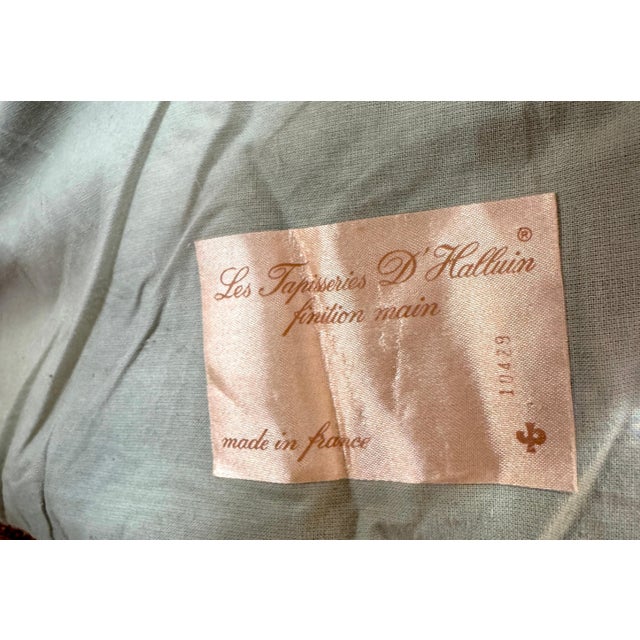 Les Tapisseries D'Halluin ®
finition main
10429
made in france